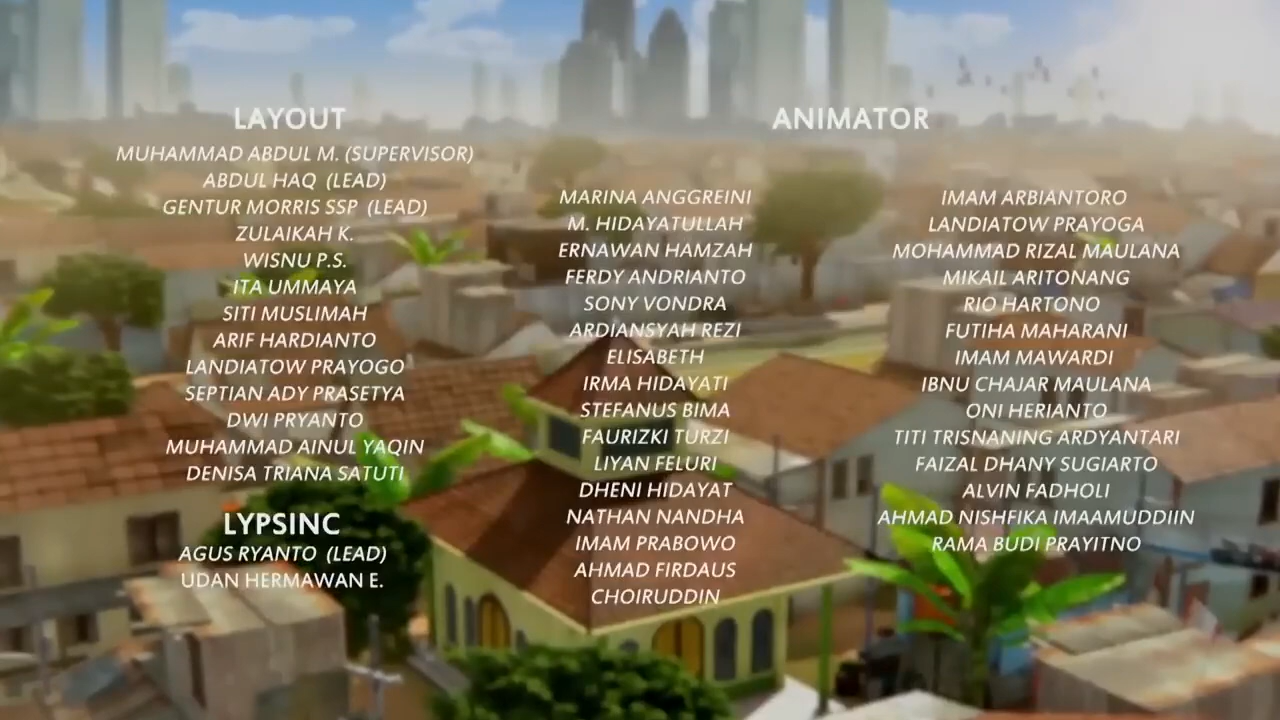 LAYOUT
MUHAMMAD ABDUL M. (SUPERVISOR)
ABDUL HAQ (LEAD)
GENTUR MORRIS SSP (LEAD)
ZULAIKAH K.
WISNU P.S.
ITA UMMAYA
SITI MUSLIMAH
ARIF HARDIANTO
LANDIATOW PRAYOGO
SEPTIAN ADY PRASETYA
DWI PRYANTO
MUHAMMAD AINUL YAQIN
DENISA TRIANA SATUTI
LYPSINC
AGUS RYANTO (LEAD)
UDAN HERMAWAN E.
ANIMATOR
MARINA ANGGREINI
M. HIDAYATULLAH
ERNAWAN HAMZAH
FERDY ANDRIANTO
SONY VONDRA
ARDIANSYAH REZI
ELISABETH
IRMA HIDAYATI
STEFANUS BIMA
FAURIZKI TURZI
LIYAN FELURI
DHENI HIDAYAT
NATHAN NANDHA
IMAM PRABOWO
AHMAD FIRDAUS
CHOIRUDDIN
IMAM ARBIANTORO
LANDIATOW PRAYOGA
MOHAMMAD RIZAL MAULANA
MIKAIL ARITONANG
RIO HARTONO
FUTIHA MAHARANI
IMAM MAWARDI
IBNU CHAJAR MAULANA
ONI HERIANTO
TITI TRISNANING ARDYANTARI
FAIZAL DHANY SUGIARTO
ALVIN FADHOLI
AHMAD NISHFIKA IMAAMUDDIIN
RAMA BUDI PRAYITNO